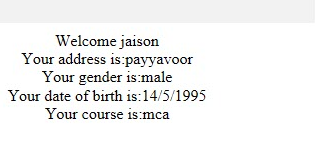 Welcome jaison
Your address is:payyavoor
Your gender is:male
Your date of birth is:14/5/1995
Your course is:mca